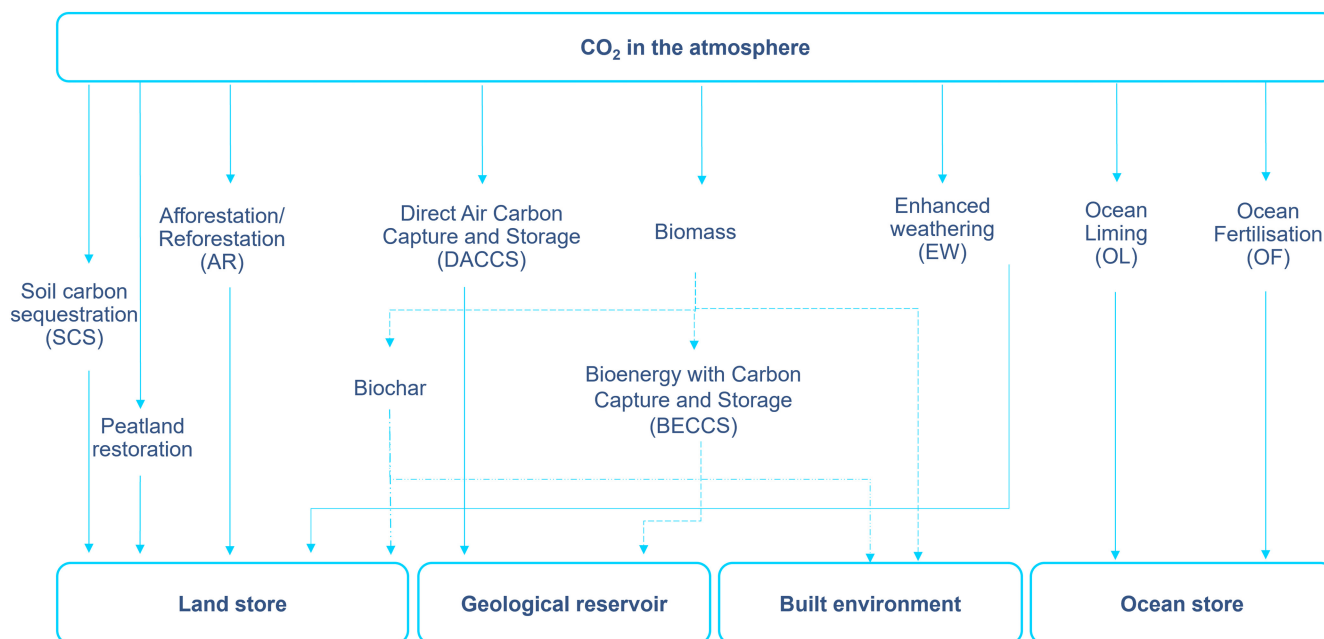 CO₂ in the atmosphere
Afforestation/
Reforestation
(AR)
Direct Air Carbon
Capture and Storage
(DACCS)
Biomass
Enhanced
weathering
(EW)
Ocean
Liming
(OL)
Ocean
Fertilisation
(OF)
Soil carbon
sequestration
(SCS)
Biochar
Bioenergy with Carbon
Capture and Storage
(BECCS)
Peatland
restoration
Land store
Geological reservoir
Built environment
Ocean store